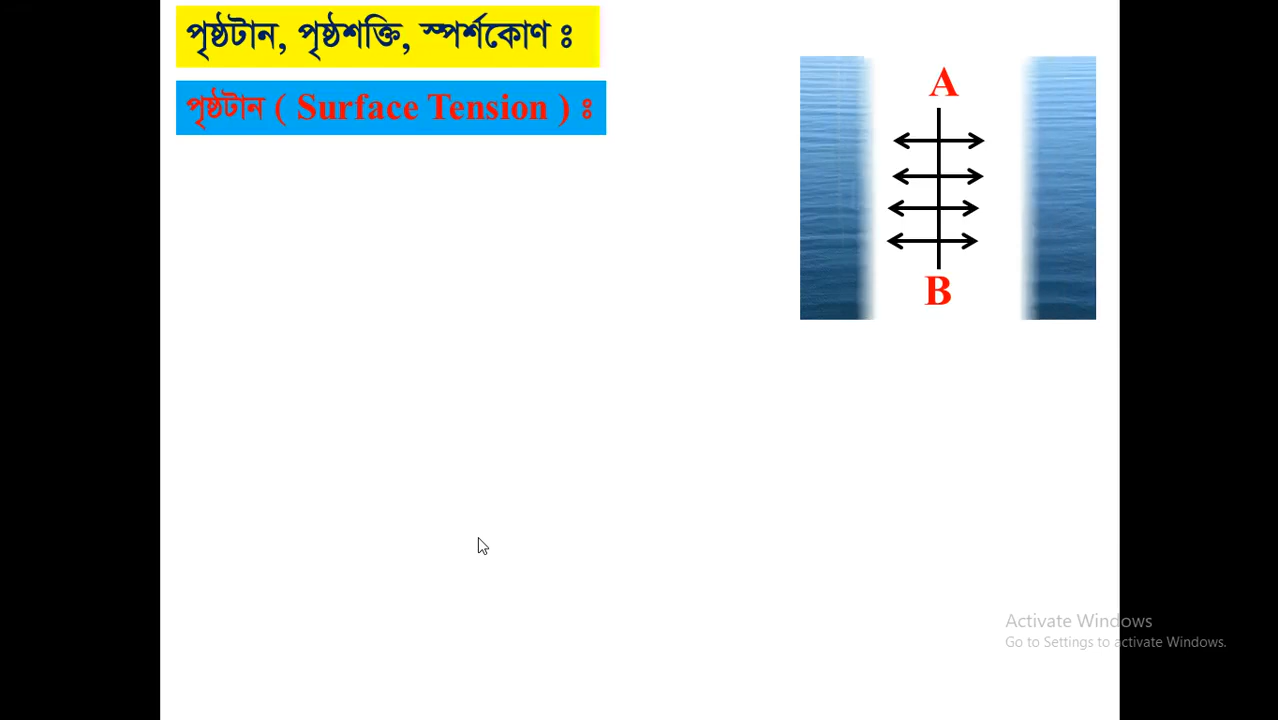 পৃষ্ঠটান, পৃষ্ঠশক্তি, স্পর্শকোণ ঃ
পৃষ্ঠটান ( Surface Tension ) ঃ
A
B
Activate Windows
Go to Settings to activate Windows.